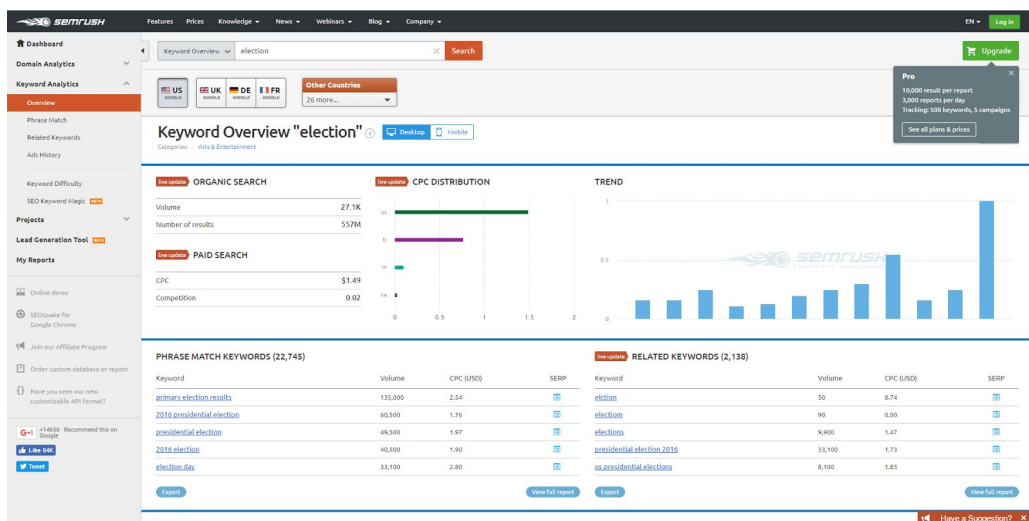 semrush
Features Prices Knowledge News Webinars Blog Company EN Log in
Dashboard
Domain Analytics
Keyword Analytics
Overview
Phrase Match
Related Keywords
Ads History
Keyword Difficulty
SEO Keyword Magic BETA
Projects
Lead Generation Tool BETA
My Reports
Online demo
SEOquake for
Google Chrome
Join our Affiliate Program
Order custom database or report
Have you seen our new
customizable API format?
G+1 +14656 Recommend this on
Google
Like 64K
Tweet
Keyword Overview election Search
Upgrade
US GOOGLE UK GOOGLE DE GOOGLE FR GOOGLE
Other Countries
26 more...
Pro
10,000 result per report
3,000 reports per day
Tracking: 500 keywords, 5 campaigns
See all plans & prices
Keyword Overview "election" Desktop Mobile
Categories: Arts & Entertainment
live update ORGANIC SEARCH
Volume 27.1K
Number of results 557M
live update PAID SEARCH
CPC $1.49
Competition 0.02
live update CPC DISTRIBUTION
us
fr
0 0.5 1 1.5 2
TREND
1
0.5
0
semrush
PHRASE MATCH KEYWORDS (22,745)
Keyword Volume CPC (USD) SERP
primary election results 135,000 2.54
2016 presidential election 60,500 1.76
presidential election 49,500 1.97
2016 election 40,500 1.90
election day 33,100 2.80
Export View full report
live update RELATED KEYWORDS (2,138)
Keyword Volume CPC (USD) SERP
elction 50 8.74
electiom 90 0.00
elections 9,900 1.47
presidential election 2016 33,100 1.73
us presidential elections 8,100 1.83
Export View full report
Have a Suggestion?